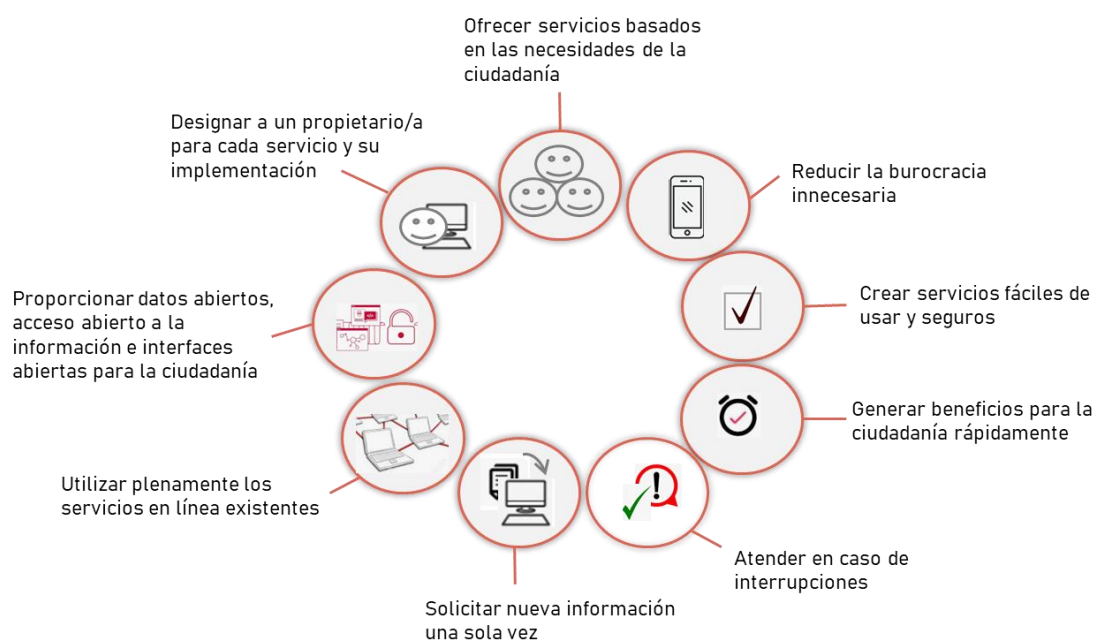 Ofrecer servicios basados
en las necesidades de la
ciudadanía
Designar a un propietario/a
para cada servicio y su
implementación
Reducir la burocracia
innecesaria
Proporcionar datos abiertos,
acceso abierto a la
información e interfaces
abiertas para la ciudadanía
Crear servicios fáciles de
usar y seguros
Generar beneficios para la
ciudadanía rápidamente
Utilizar plenamente los
servicios en línea existentes
Atender en caso de
interrupciones
Solicitar nueva información
una sola vez